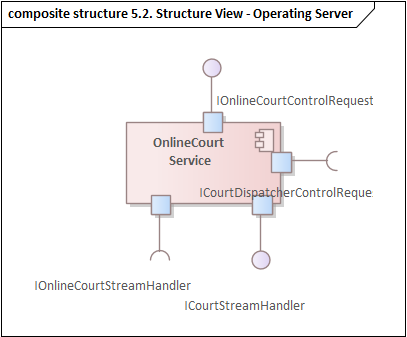 composite structure 5.2. Structure View - Operating Server
IOnlineCourtControlRequest
OnlineCourt
Service
ICourtDispatcherControlReque
IOnlineCourtStreamHandler
ICourtStreamHandler